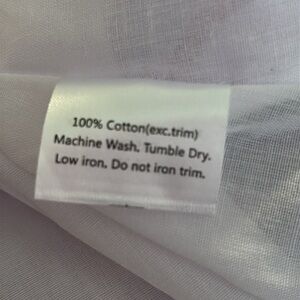 100% Cotton(exc.trim)
Machine Wash. Tumble Dry.
Low iron. Do not iron trim.